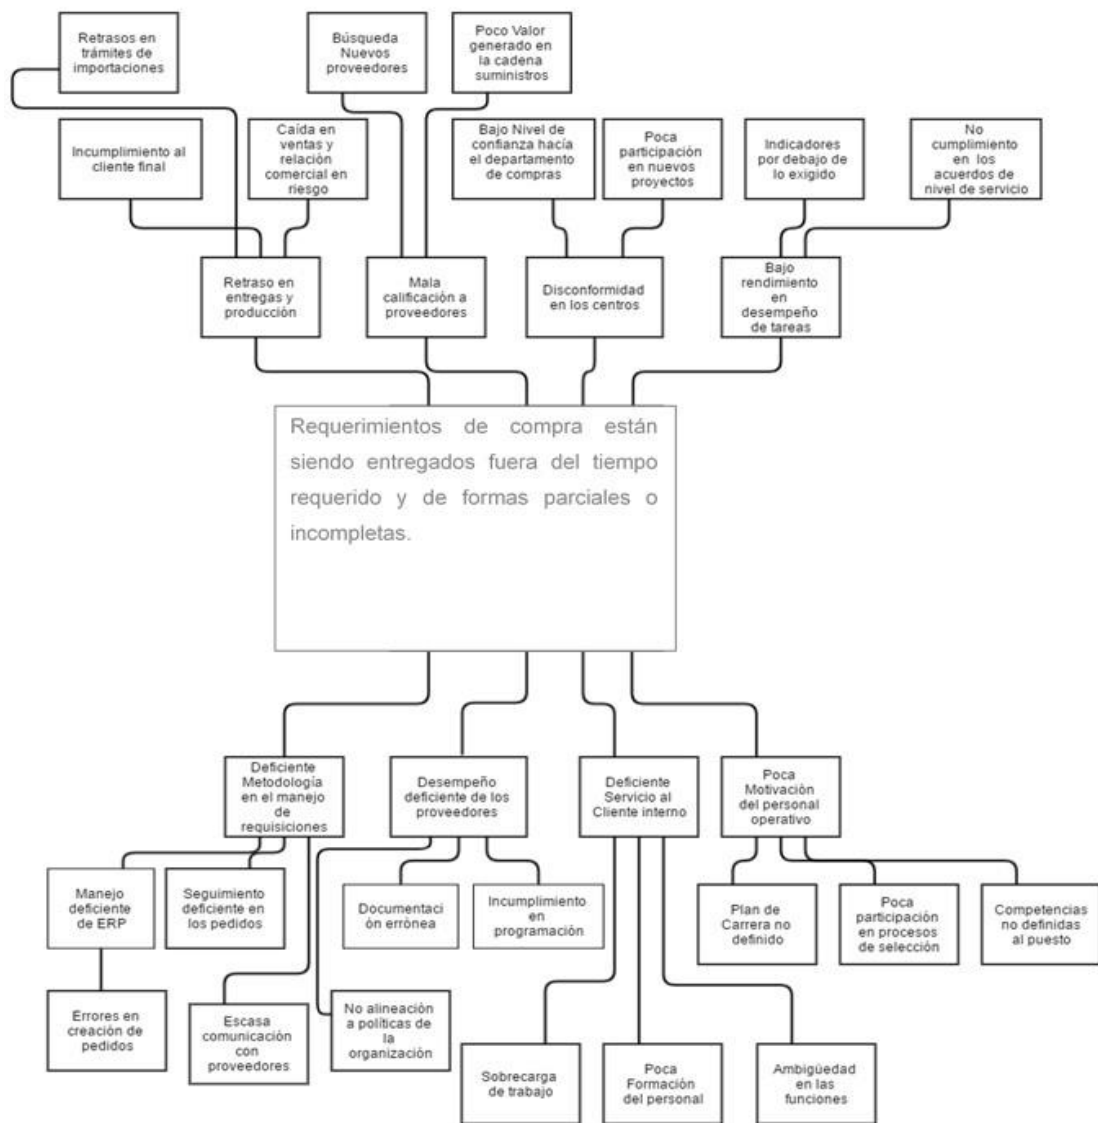 Retrasos en
trámites de
importaciones
Búsqueda
Nuevos
proveedores
Poco Valor
generado en
la cadena
suministros
Incumplimiento al
cliente final
Caída en
ventas y
relación
comercial en
riesgo
Bajo Nivel de
confianza hacía
el departamento
de compras
Poca
participación
en nuevos
proyectos
Indicadores
por debajo de
lo exigido
No
cumplimiento
en los
acuerdos de
nivel de servicio
Retraso en
entregas y
producción
Mala
calificación a
proveedores
Disconformidad
en los centros
Bajo
rendimiento
en
desempeño
de tareas
Requerimientos de compra están
siendo entregados fuera del tiempo
requerido y de formas parciales o
incompletas.
Deficiente
Metodología
en el manejo
de
requisiciones
Desempeño
deficiente de los
proveedores
Deficiente
Servicio al
Cliente interno
Poca
Motivación
del personal
operativo
Manejo
deficiente
de ERP
Seguimiento
deficiente en
los pedidos
Documentaci
ón errònea
Incumplimiento
en
programación
Plan de
Carrera no
definido
Poca
participación
en procesos
de selección
Competencias
no definidas
al puesto
Errores en
creación de
pedidos
Escasa
comunicación
con
proveedores
No alineación
a políticas de
la
organización
Sobrecarga
de trabajo
Poca
Formación
del personal
Ambigüedad
en las
funciones